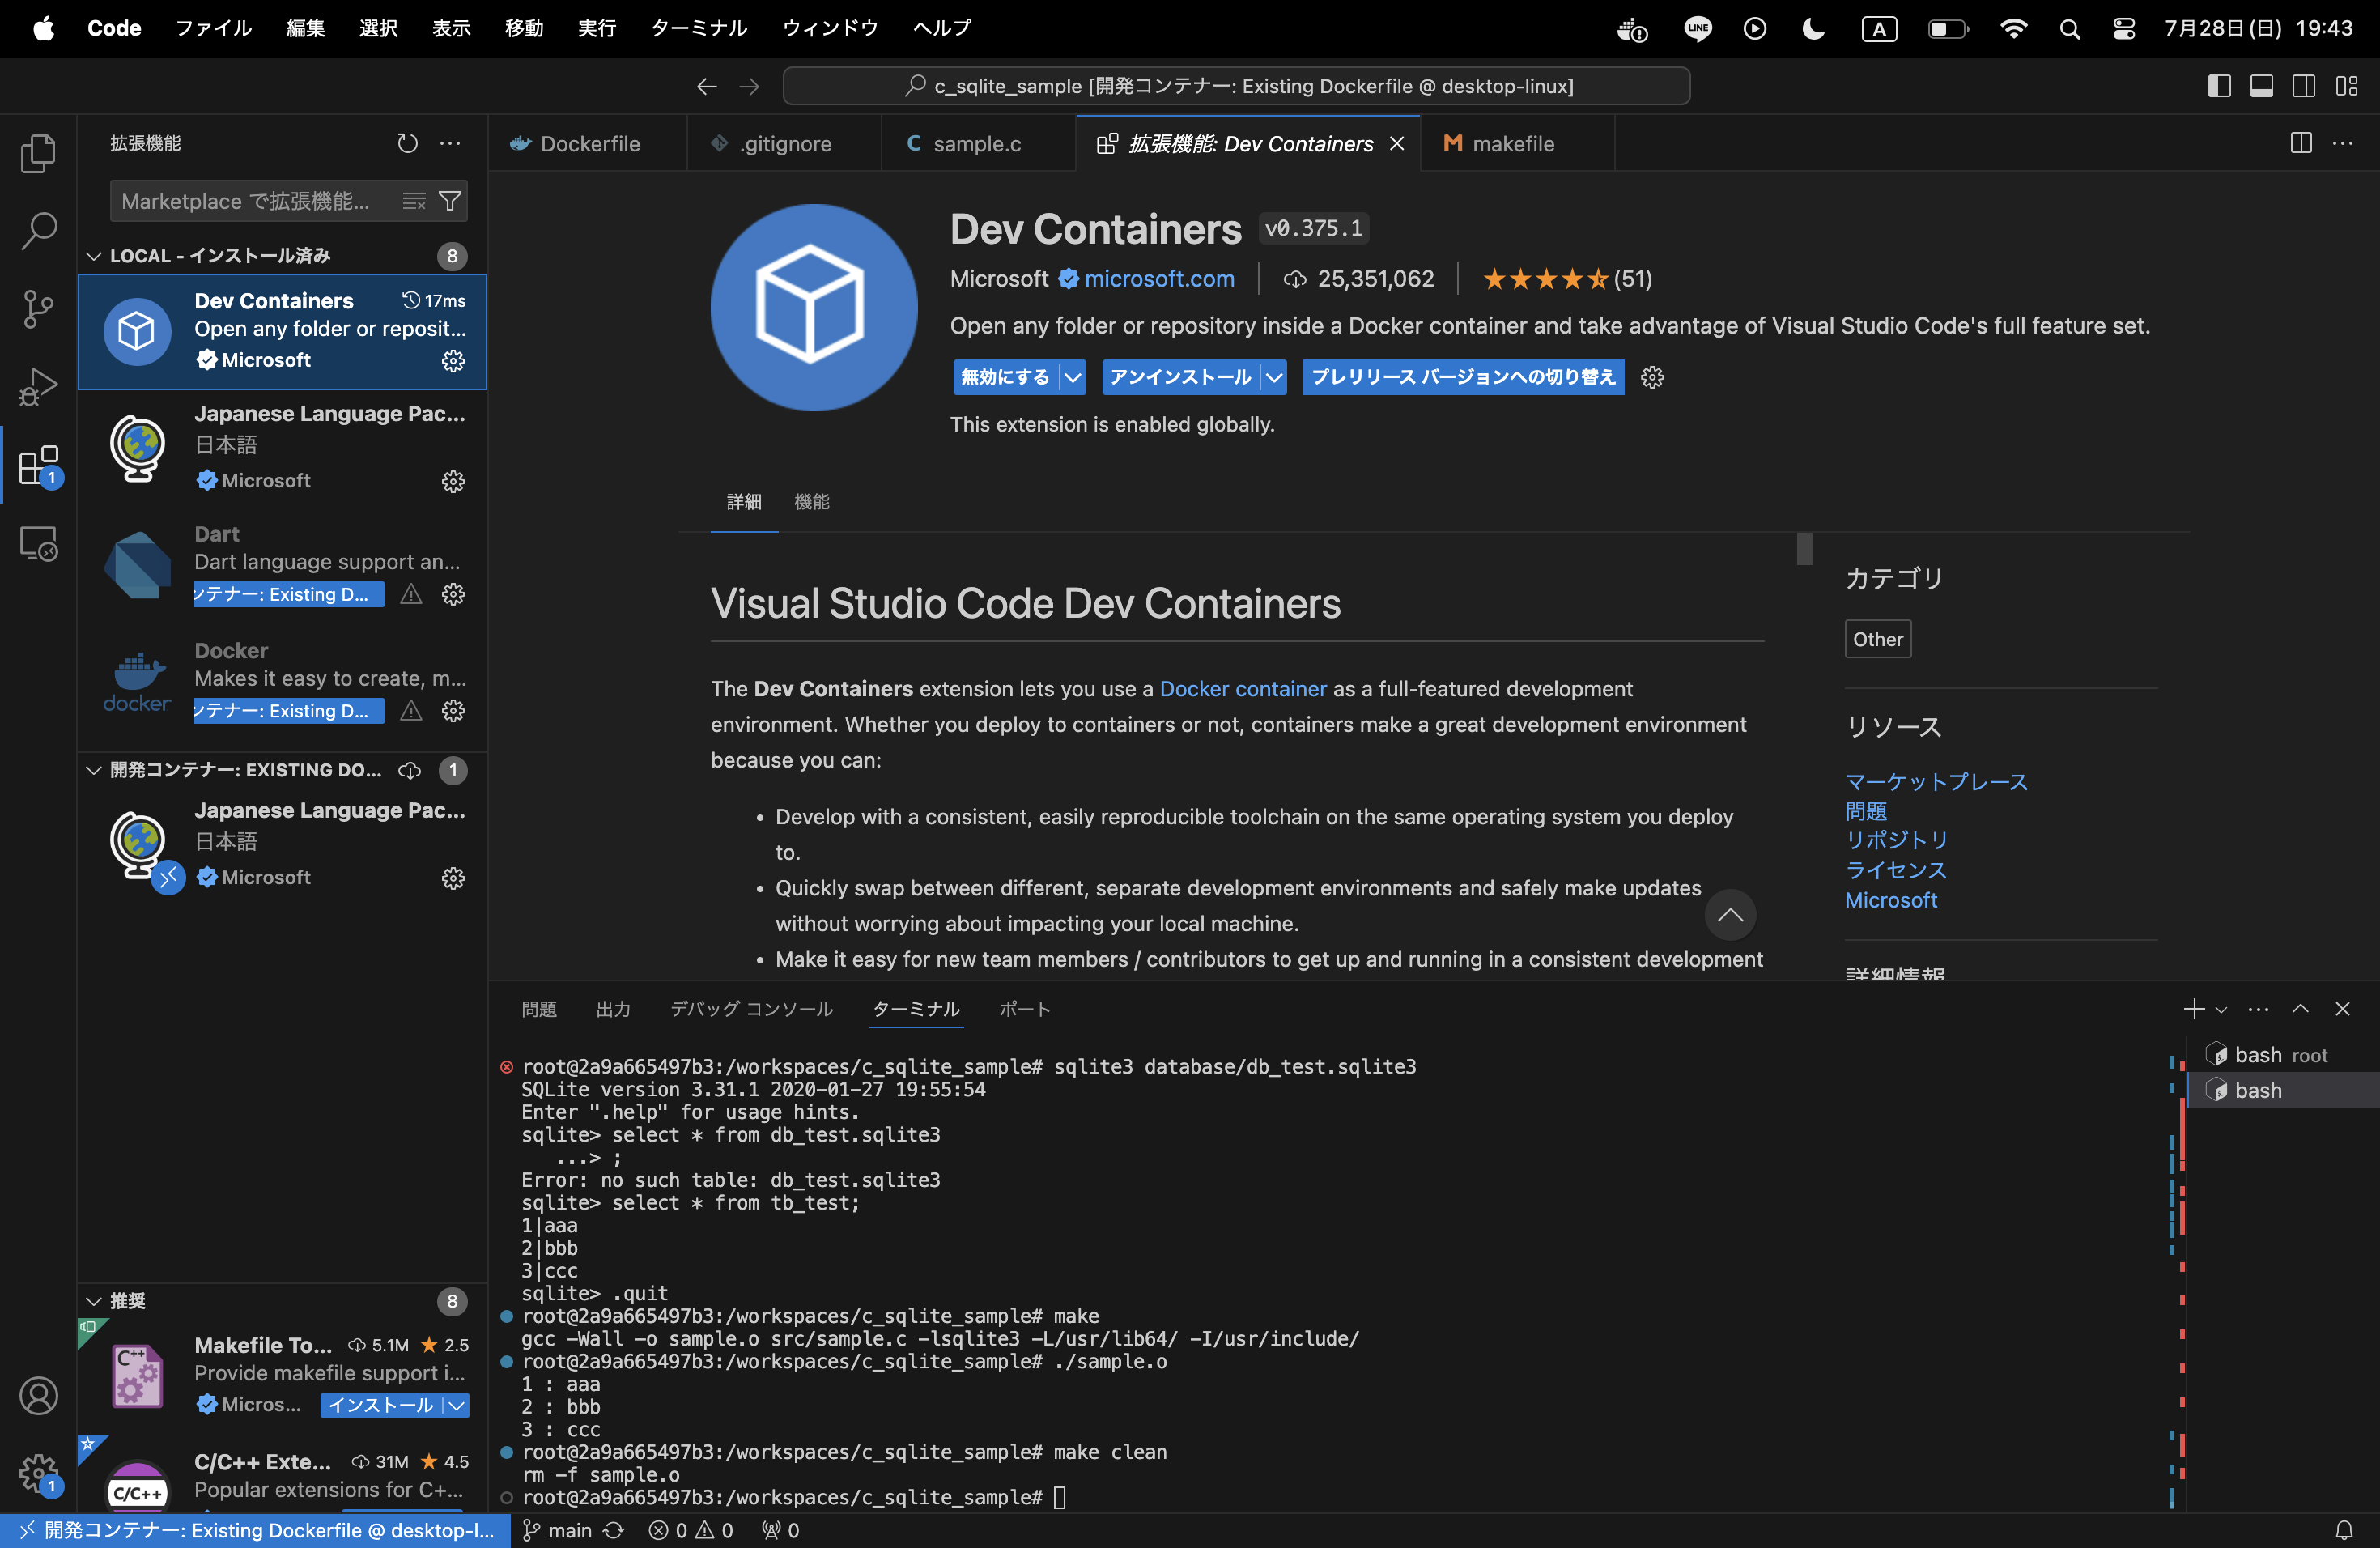 Code ファイル 編集 選択 表示 移動 実行 ターミナル ウィンドウ ヘルプ LINE A 7月28日(日) 19:43
c_sqlite_sample [開発コンテナー: Existing Dockerfile @ desktop-linux]
拡張機能
Marketplace で拡張機能...
LOCAL - インストール済み 8
Dev Containers 17ms
Open any folder or reposit...
Microsoft
Japanese Language Pac...
日本語
Microsoft
1
Dart
Dart language support an...
ンテナー: Existing D...
Docker
Makes it easy to create, m...
docker
ンテナー: Existing D...
開発コンテナー: EXISTING DO... 1
Japanese Language Pac...
日本語
Microsoft
推奨 8
Makefile To... 5.1M 2.5
Provide makefile support i...
C++
Micros... インストール
C/C++ Exte... 31M 4.5
Popular extensions for C+...
C/C++
1
Dockerfile .gitignore C sample.c 拡張機能: Dev Containers M makefile
Dev Containers v0.375.1
Microsoft microsoft.com 25,351,062 (51)
Open any folder or repository inside a Docker container and take advantage of Visual Studio Code's full feature set.
無効にする アンインストール プレリリース バージョンへの切り替え
This extension is enabled globally.
詳細 機能
Visual Studio Code Dev Containers
The Dev Containers extension lets you use a Docker container as a full-featured development
environment. Whether you deploy to containers or not, containers make a great development environment
because you can:
• Develop with a consistent, easily reproducible toolchain on the same operating system you deploy
to.
• Quickly swap between different, separate development environments and safely make updates
without worrying about impacting your local machine.
• Make it easy for new team members / contributors to get up and running in a consistent development
カテゴリ
Other
リソース
マーケットプレース
問題
リポジトリ
ライセンス
Microsoft
詳細情報
問題 出力 デバッグ コンソール ターミナル ポート
root@2a9a665497b3:/workspaces/c_sqlite_sample# sqlite3 database/db_test.sqlite3
SQLite version 3.31.1 2020-01-27 19:55:54
Enter ".help" for usage hints.
sqlite> select * from db_test.sqlite3
...> ;
Error: no such table: db_test.sqlite3
sqlite> select * from tb_test;
1|aaa
2|bbb
3|ccc
sqlite> .quit
root@2a9a665497b3:/workspaces/c_sqlite_sample# make
gcc -Wall -o sample.o src/sample.c -lsqlite3 -L/usr/lib64/ -I/usr/include/
root@2a9a665497b3:/workspaces/c_sqlite_sample# ./sample.o
1 : aaa
2 : bbb
3 : ccc
root@2a9a665497b3:/workspaces/c_sqlite_sample# make clean
rm -f sample.o
root@2a9a665497b3:/workspaces/c_sqlite_sample#
bash root
bash
開発コンテナー: Existing Dockerfile @ desktop-l... main 0 0 0